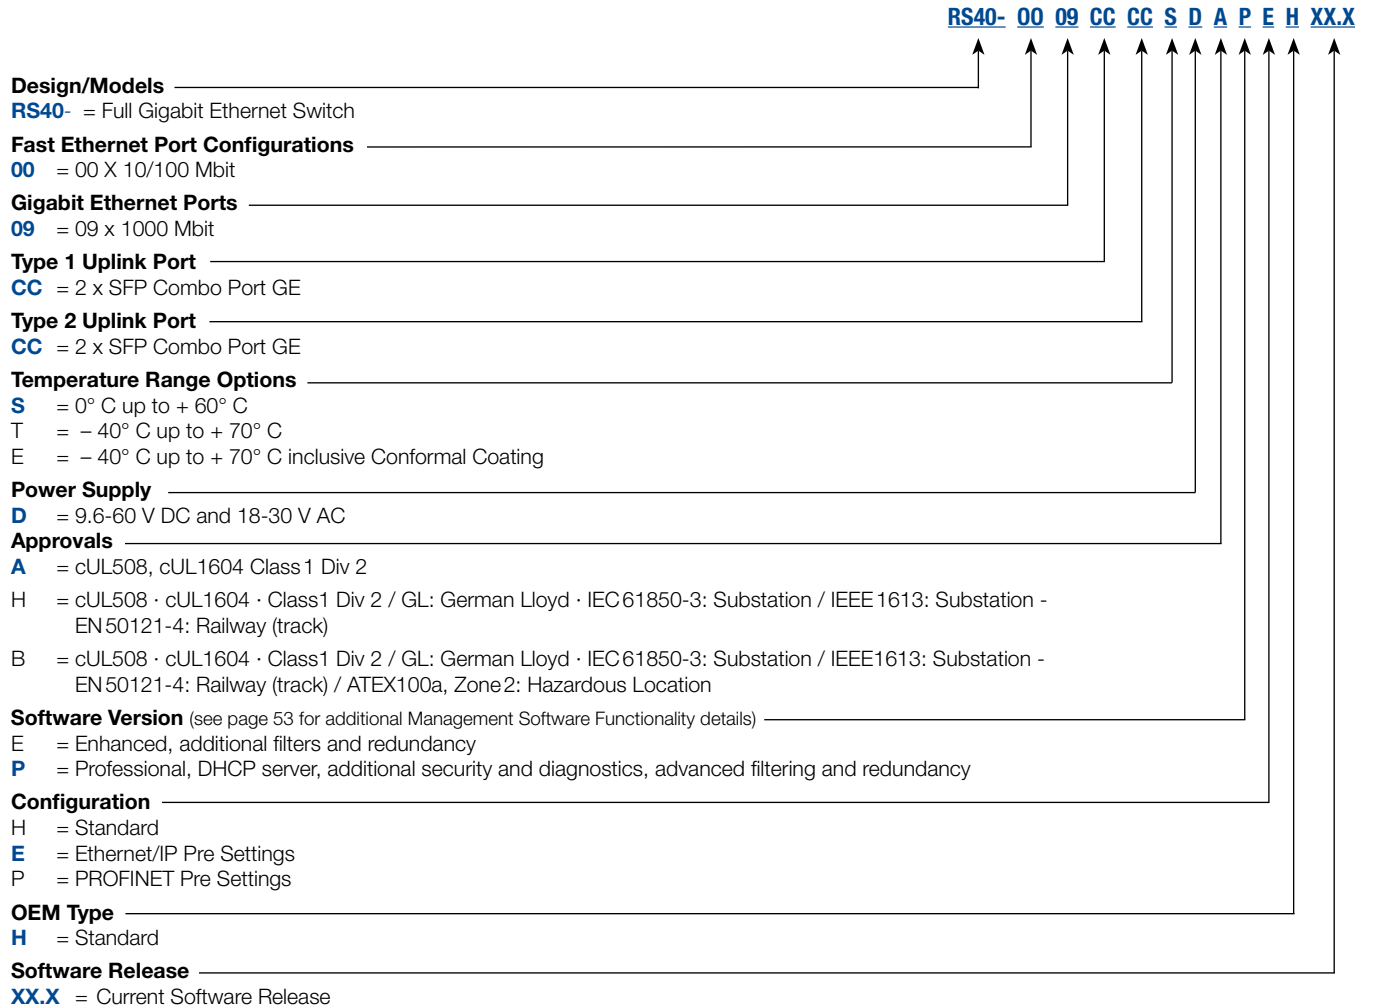 RS40- 00 09 CC CC S D A P E H XX.X
Design/Models
RS40- = Full Gigabit Ethernet Switch
Fast Ethernet Port Configurations
00 = 00 X 10/100 Mbit
Gigabit Ethernet Ports
09 = 09 x 1000 Mbit
Type 1 Uplink Port
CC = 2 x SFP Combo Port GE
Type 2 Uplink Port
CC = 2 x SFP Combo Port GE
Temperature Range Options
S = 0° C up to + 60° C
T = – 40° C up to + 70° C
E = – 40° C up to + 70° C inclusive Conformal Coating
Power Supply
D = 9.6-60 V DC and 18-30 V AC
Approvals
A = cUL508, cUL1604 Class 1 Div 2
H = cUL508 · cUL1604 · Class1 Div 2 / GL: German Lloyd · IEC 61850-3: Substation / IEEE 1613: Substation -
EN 50121-4: Railway (track)
B = cUL508 · cUL1604 · Class1 Div 2 / GL: German Lloyd · IEC 61850-3: Substation / IEEE1613: Substation -
EN 50121-4: Railway (track) / ATEX100a, Zone 2: Hazardous Location
Software Version (see page 53 for additional Management Software Functionality details)
E = Enhanced, additional filters and redundancy
P = Professional, DHCP server, additional security and diagnostics, advanced filtering and redundancy
Configuration
H = Standard
E = Ethernet/IP Pre Settings
P = PROFINET Pre Settings
OEM Type
H = Standard
Software Release
XX.X = Current Software Release